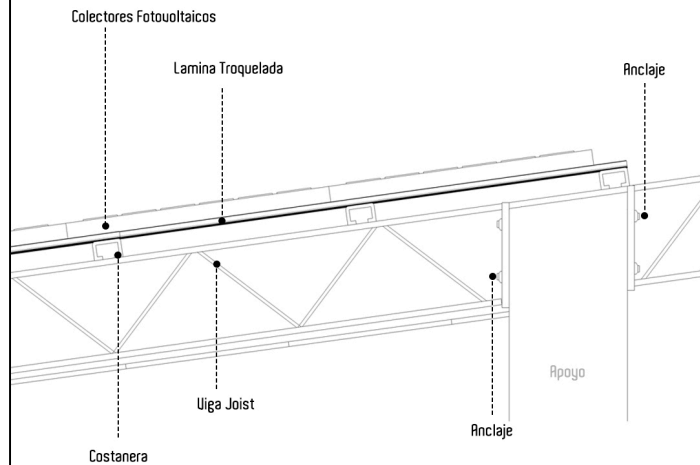 Colectores Fotovoltaicos
Lamina Troquelada
Anclaje
Apoyo
Viga Joist
Anclaje
Costanera